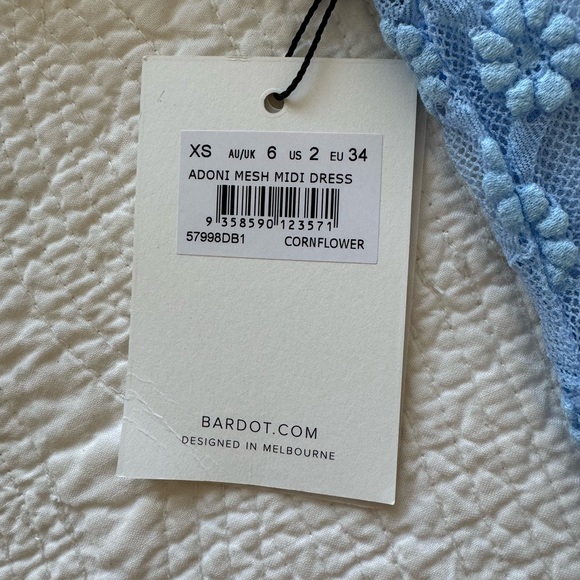 XS AU/UK 6 US 2 EU 34
ADONI MESH MIDI DRESS
9 358590 123571
57998DB1 CORNFLOWER
BARDOT.COM
DESIGNED IN MELBOURNE